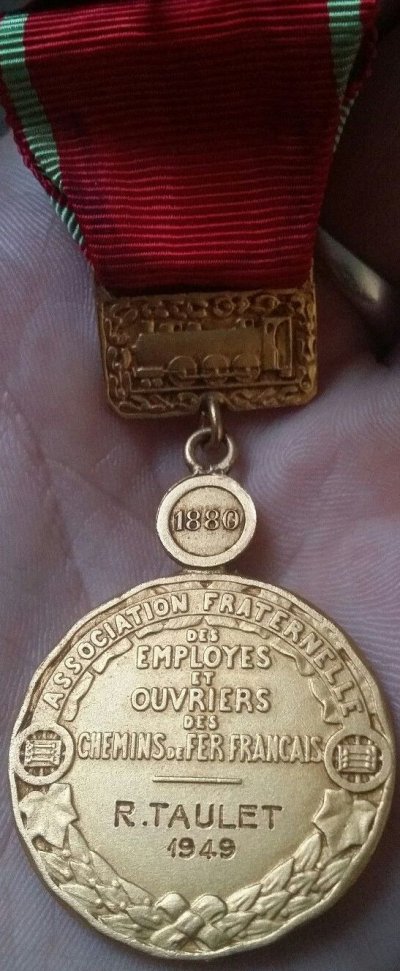 1880
ASSOCIATION FRATERNELLE
DES
EMPLOYES
ET
OUVRIERS
DES
CHEMINS DE FER FRANCAIS
R. TAULET
1949